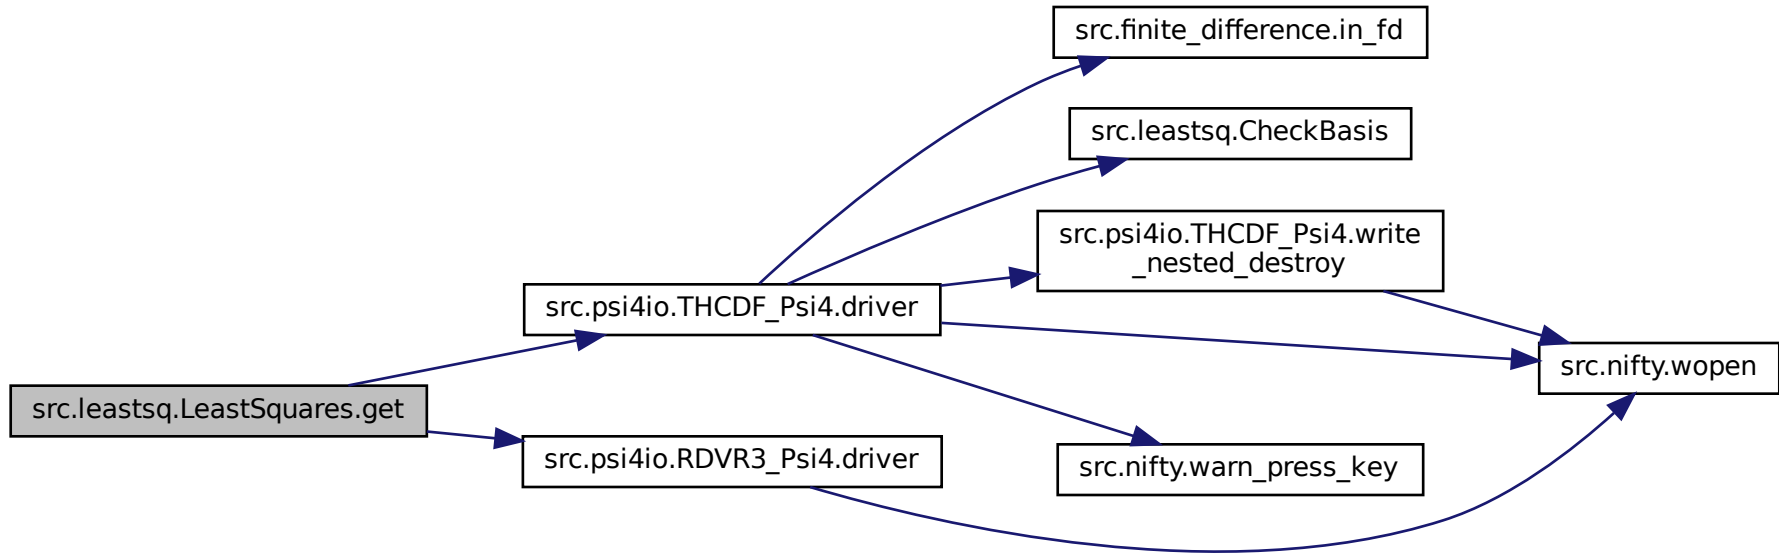 src.finite_difference.in_fd
src.leastsq.CheckBasis
src.psi4io.THCDF_Psi4.write
_nested_destroy
src.psi4io.THCDF_Psi4.driver
src.nifty.wopen
src.leastsq.LeastSquares.get
src.psi4io.RDVR3_Psi4.driver
src.nifty.warn_press_key